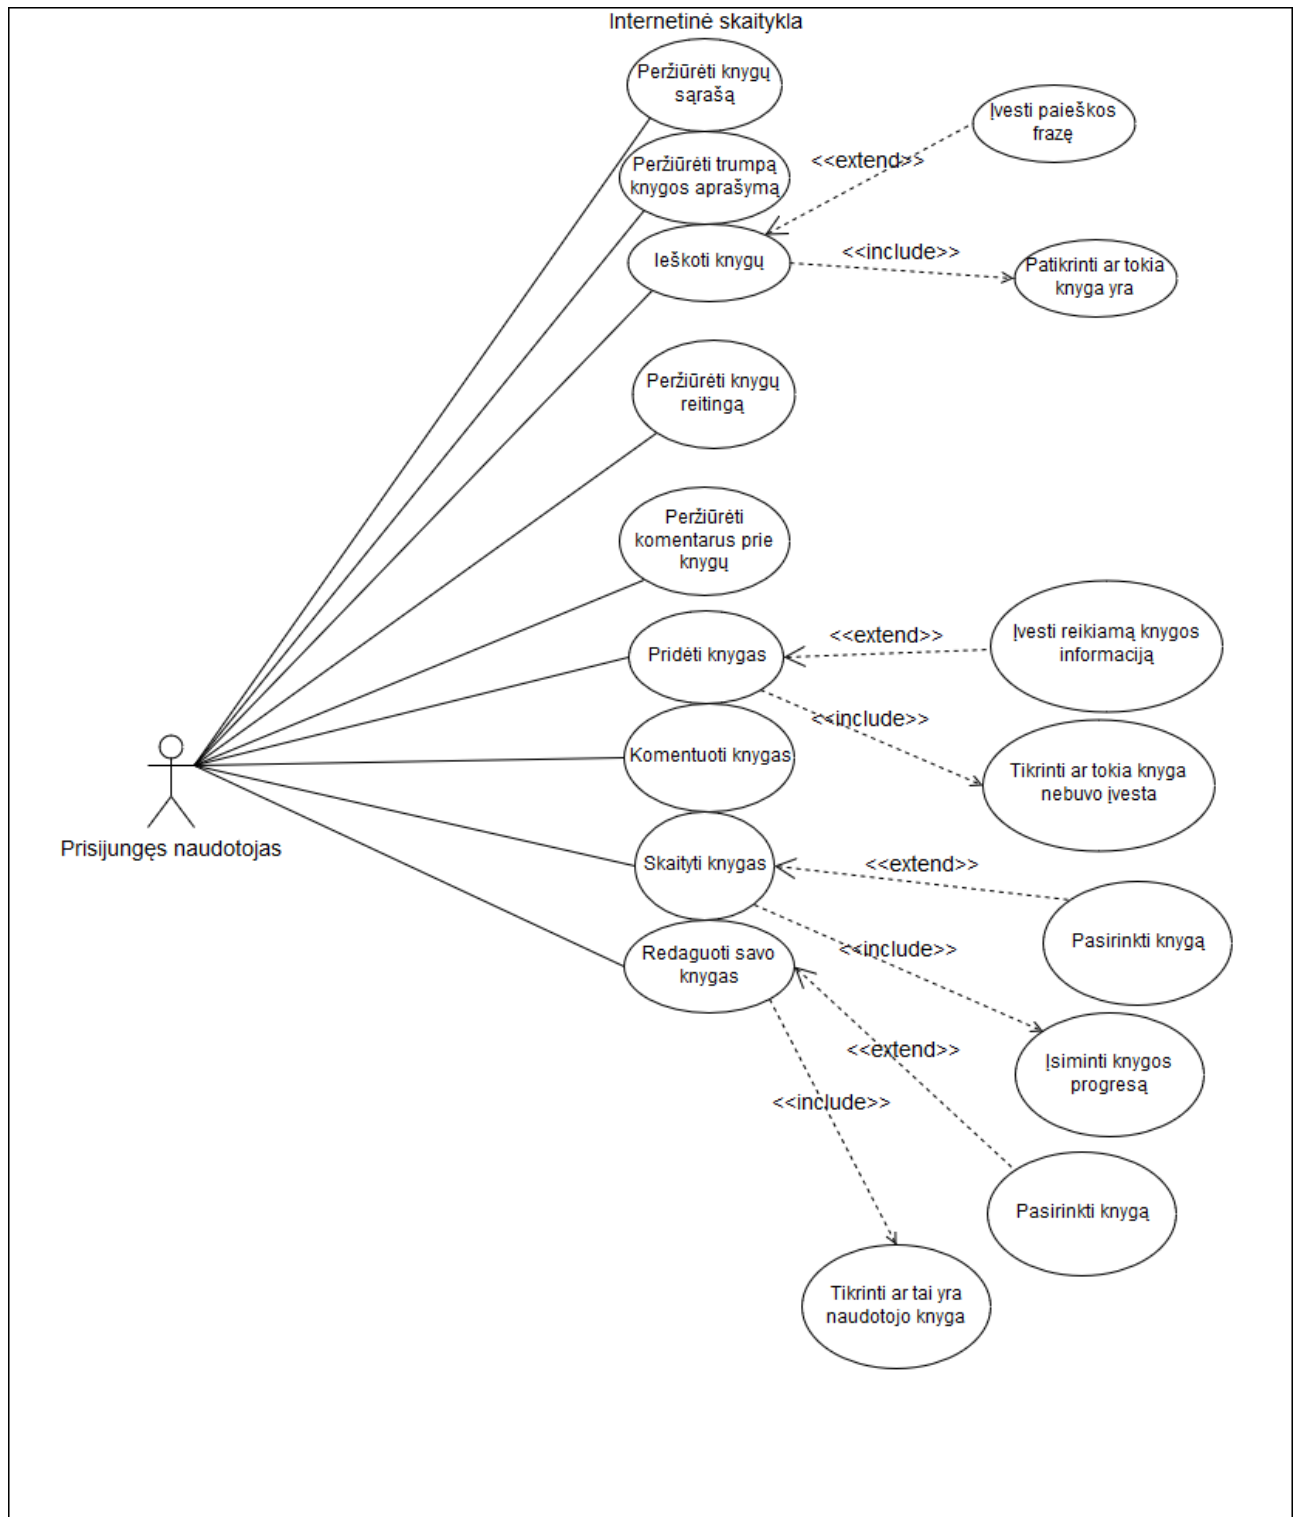 Internetinė skaitykla
Peržiūrėti knygų
sąrašą
Įvesti paieškos
frazę
<<extend>>
Peržiūrėti trumpą
knygos aprašymą
Ieškoti knygų
<<include>>
Patikrinti ar tokia
knyga yra
Peržiūrėti knygų
reitingą
Peržiūrėti
komentarus prie
knygų
Pridėti knygas
<<extend>>
Įvesti reikiamą knygos
informaciją
<<include>>
Komentuoti knygas
Tikrinti ar tokia knyga
nebuvo įvesta
Prisijungęs naudotojas
Skaityti knygas
<<extend>>
Pasirinkti knygą
Redaguoti savo
knygas
<<include>>
<<extend>>
Įsiminti knygos
progresą
<<include>>
Pasirinkti knygą
Tikrinti ar tai yra
naudotojo knyga